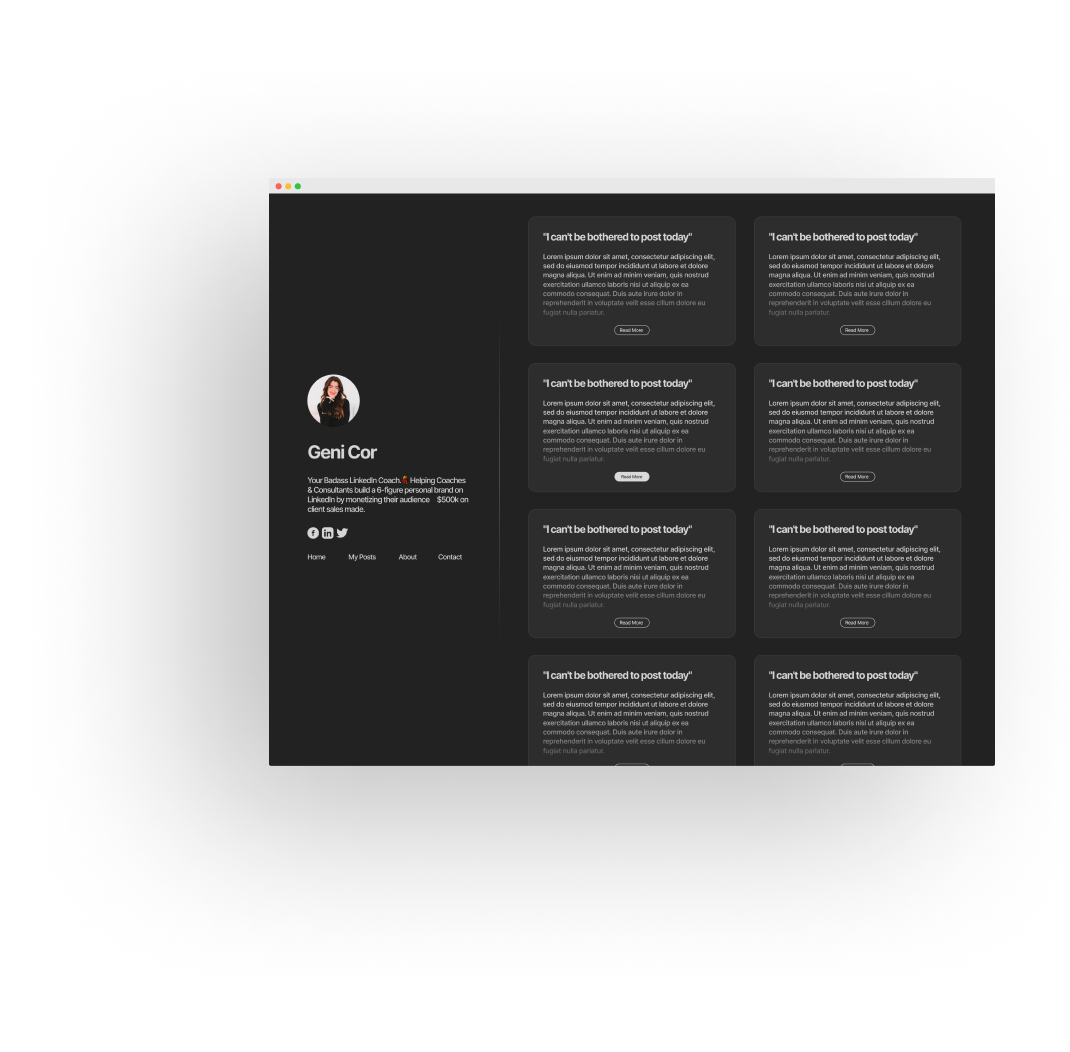 Geni Cor
Your Badass LinkedIn Coach.💃 Helping Coaches
& Consultants build a 6-figure personal brand on
LinkedIn by monetizing their audience $500k on
client sales made.
Home My Posts About Contact
"I can't be bothered to post today"
Lorem ipsum dolor sit amet, consectetur adipiscing elit,
sed do eiusmod tempor incididunt ut labore et dolore
magna aliqua. Ut enim ad minim veniam, quis nostrud
exercitation ullamco laboris nisi ut aliquip ex ea
commodo consequat. Duis aute irure dolor in
reprehenderit in voluptate velit esse cillum dolore eu
fugiat nulla pariatur.
Read More
"I can't be bothered to post today"
Lorem ipsum dolor sit amet, consectetur adipiscing elit,
sed do eiusmod tempor incididunt ut labore et dolore
magna aliqua. Ut enim ad minim veniam, quis nostrud
exercitation ullamco laboris nisi ut aliquip ex ea
commodo consequat. Duis aute irure dolor in
reprehenderit in voluptate velit esse cillum dolore eu
fugiat nulla pariatur.
Read More
"I can't be bothered to post today"
Lorem ipsum dolor sit amet, consectetur adipiscing elit,
sed do eiusmod tempor incididunt ut labore et dolore
magna aliqua. Ut enim ad minim veniam, quis nostrud
exercitation ullamco laboris nisi ut aliquip ex ea
commodo consequat. Duis aute irure dolor in
reprehenderit in voluptate velit esse cillum dolore eu
fugiat nulla pariatur.
Read More
"I can't be bothered to post today"
Lorem ipsum dolor sit amet, consectetur adipiscing elit,
sed do eiusmod tempor incididunt ut labore et dolore
magna aliqua. Ut enim ad minim veniam, quis nostrud
exercitation ullamco laboris nisi ut aliquip ex ea
commodo consequat. Duis aute irure dolor in
reprehenderit in voluptate velit esse cillum dolore eu
fugiat nulla pariatur.
Read More
"I can't be bothered to post today"
Lorem ipsum dolor sit amet, consectetur adipiscing elit,
sed do eiusmod tempor incididunt ut labore et dolore
magna aliqua. Ut enim ad minim veniam, quis nostrud
exercitation ullamco laboris nisi ut aliquip ex ea
commodo consequat. Duis aute irure dolor in
reprehenderit in voluptate velit esse cillum dolore eu
fugiat nulla pariatur.
Read More
"I can't be bothered to post today"
Lorem ipsum dolor sit amet, consectetur adipiscing elit,
sed do eiusmod tempor incididunt ut labore et dolore
magna aliqua. Ut enim ad minim veniam, quis nostrud
exercitation ullamco laboris nisi ut aliquip ex ea
commodo consequat. Duis aute irure dolor in
reprehenderit in voluptate velit esse cillum dolore eu
fugiat nulla pariatur.
Read More
"I can't be bothered to post today"
Lorem ipsum dolor sit amet, consectetur adipiscing elit,
sed do eiusmod tempor incididunt ut labore et dolore
magna aliqua. Ut enim ad minim veniam, quis nostrud
exercitation ullamco laboris nisi ut aliquip ex ea
commodo consequat. Duis aute irure dolor in
reprehenderit in voluptate velit esse cillum dolore eu
fugiat nulla pariatur.
"I can't be bothered to post today"
Lorem ipsum dolor sit amet, consectetur adipiscing elit,
sed do eiusmod tempor incididunt ut labore et dolore
magna aliqua. Ut enim ad minim veniam, quis nostrud
exercitation ullamco laboris nisi ut aliquip ex ea
commodo consequat. Duis aute irure dolor in
reprehenderit in voluptate velit esse cillum dolore eu
fugiat nulla pariatur.